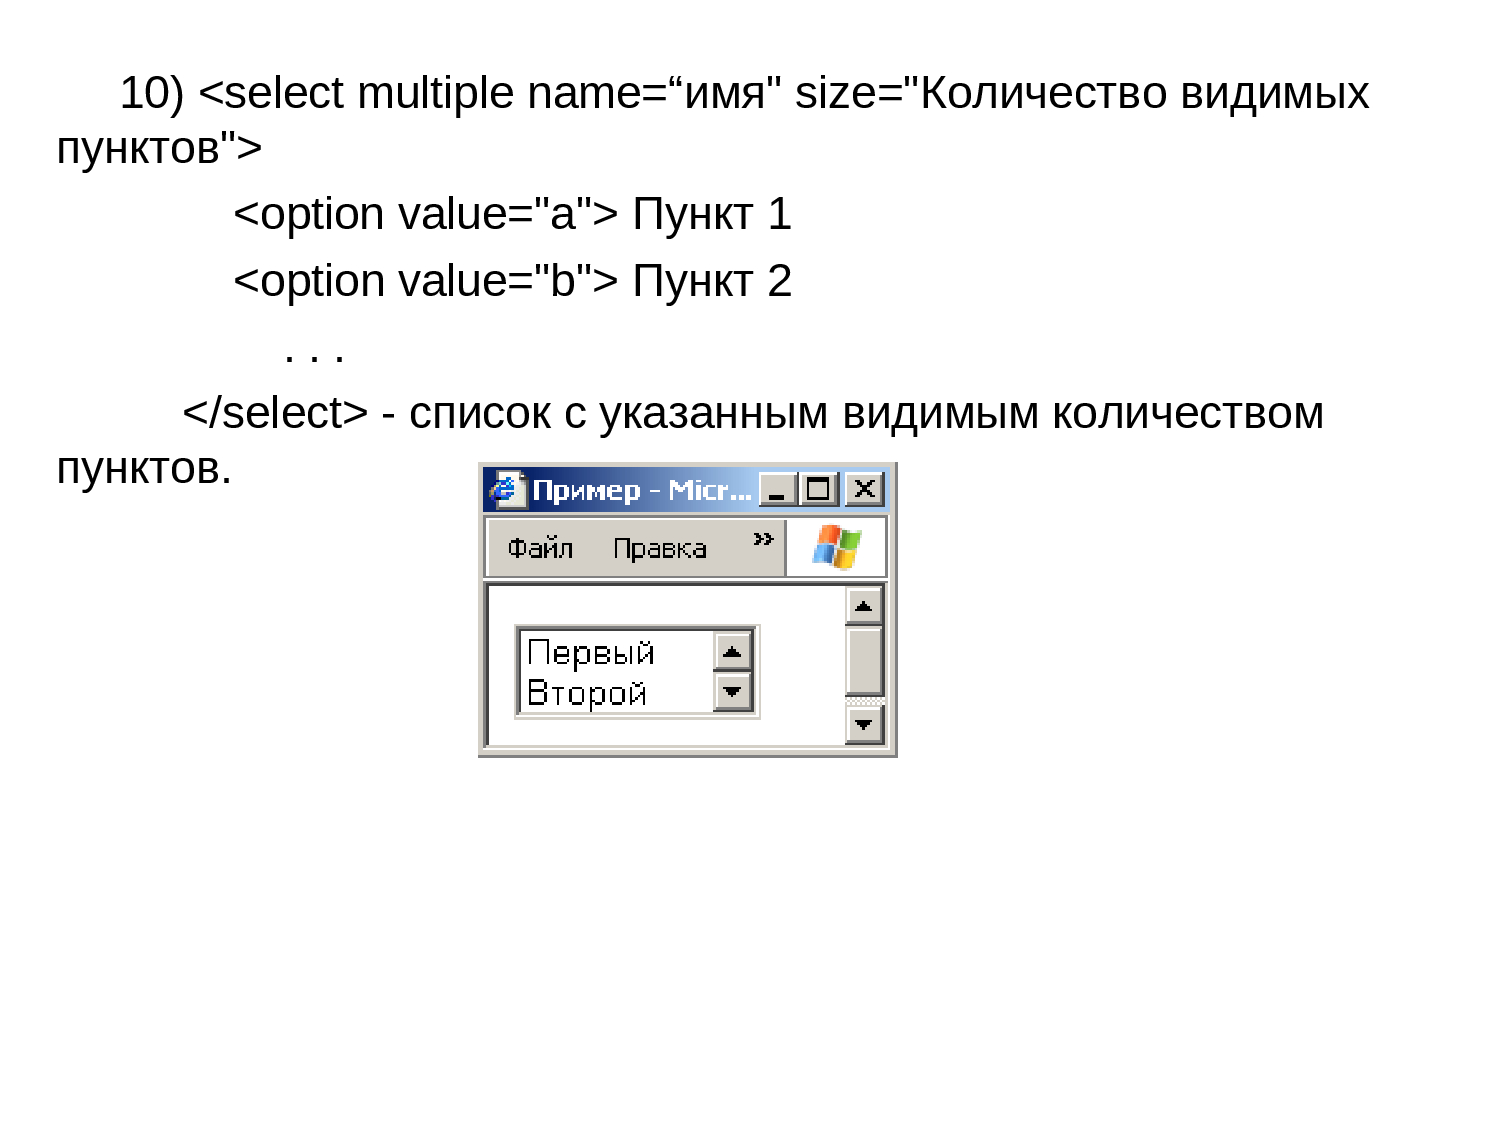 10) <select multiple name=“имя" size="Количество видимых
пунктов">
<option value="a"> Пункт 1
<option value="b"> Пункт 2
. . .
</select> - список с указанным видимым количеством
пунктов.
Пример - Micr...
Файл Правка »
Первый
Второй